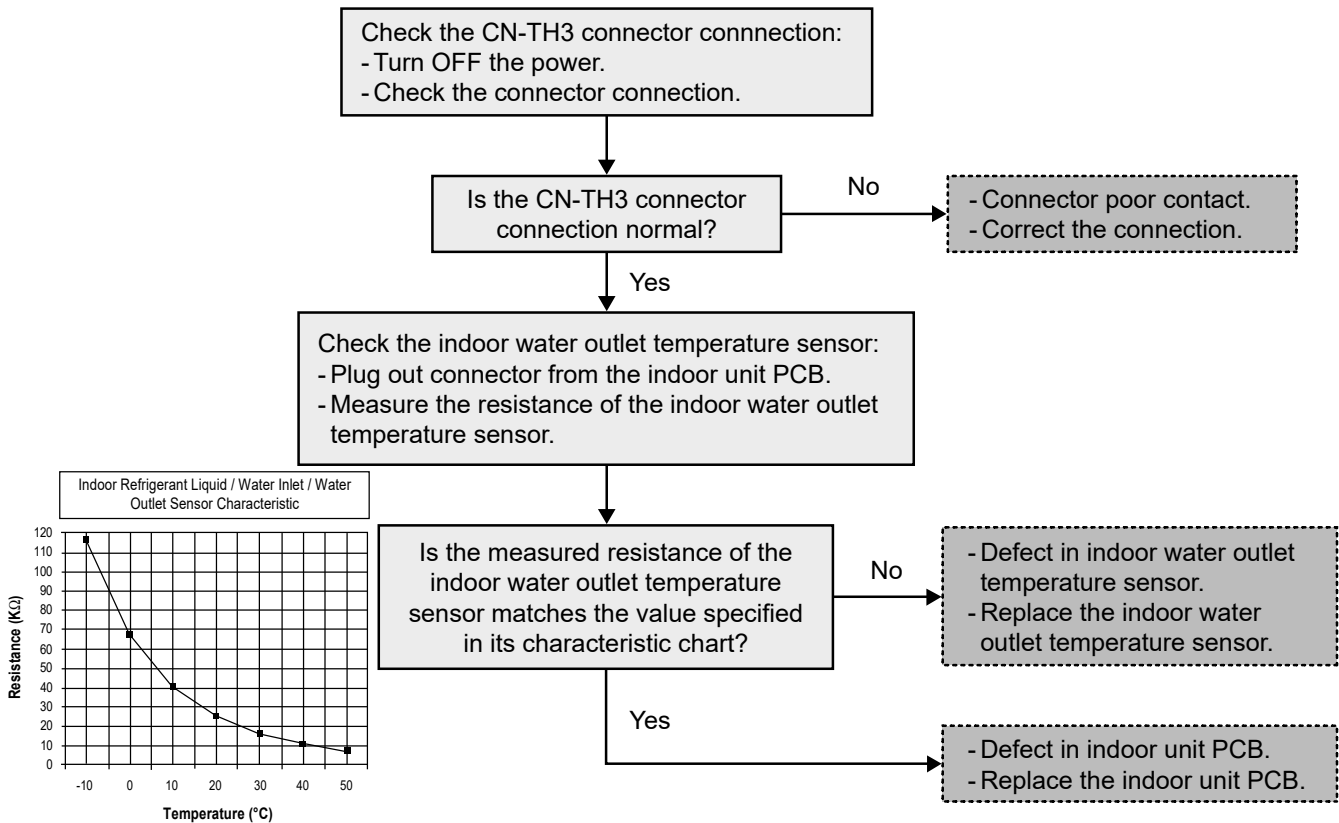 Check the CN-TH3 connector connnection:
- Turn OFF the power.
- Check the connector connection.
Is the CN-TH3 connector
connection normal?
No
- Connector poor contact.
- Correct the connection.
Yes
Check the indoor water outlet temperature sensor:
- Plug out connector from the indoor unit PCB.
- Measure the resistance of the indoor water outlet
temperature sensor.
Indoor Refrigerant Liquid / Water Inlet / Water
Outlet Sensor Characteristic
120
110
100
90
80
70
60
50
40
30
20
10
0
Resistance (KΩ)
-10 0 10 20 30 40 50
Temperature (°C)
Is the measured resistance of the
indoor water outlet temperature
sensor matches the value specified
in its characteristic chart?
No
- Defect in indoor water outlet
temperature sensor.
- Replace the indoor water
outlet temperature sensor.
Yes
- Defect in indoor unit PCB.
- Replace the indoor unit PCB.